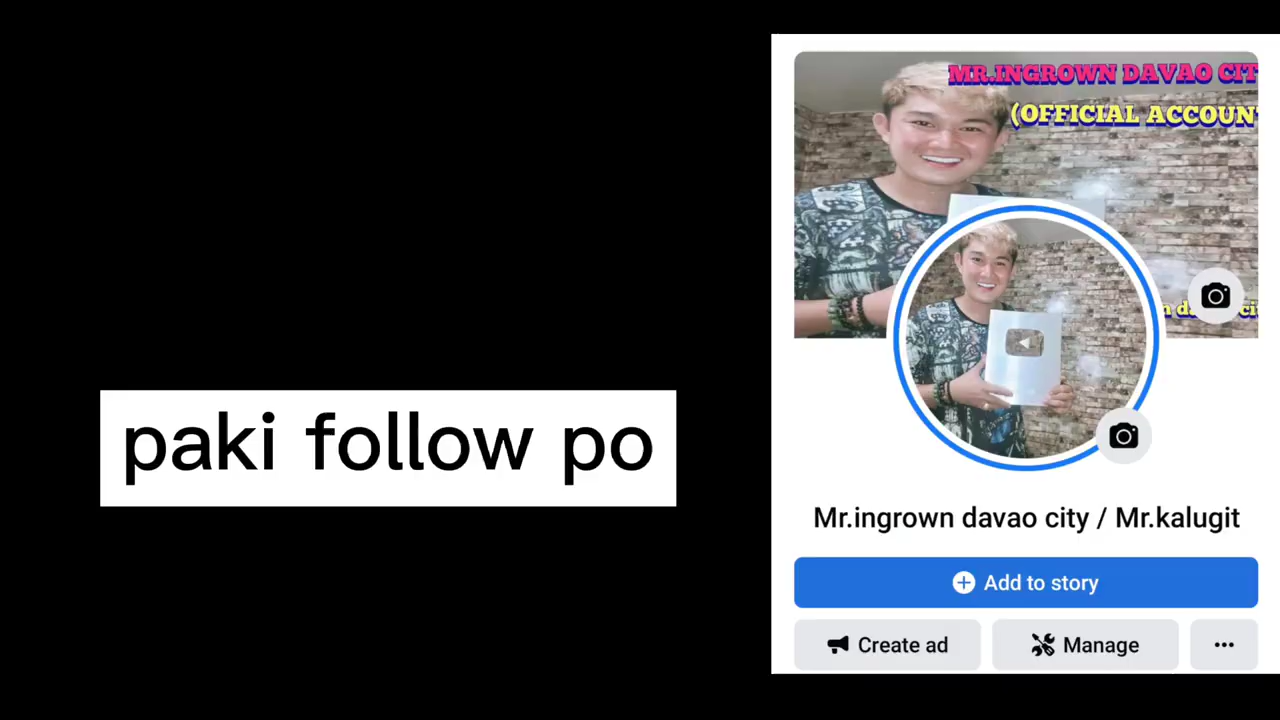 paki follow po
MR.INGROWN DAVAO CIT
(OFFICIAL ACCOUN
Mr.ingrown davao city / Mr.kalugit
Add to story
Create ad
Manage